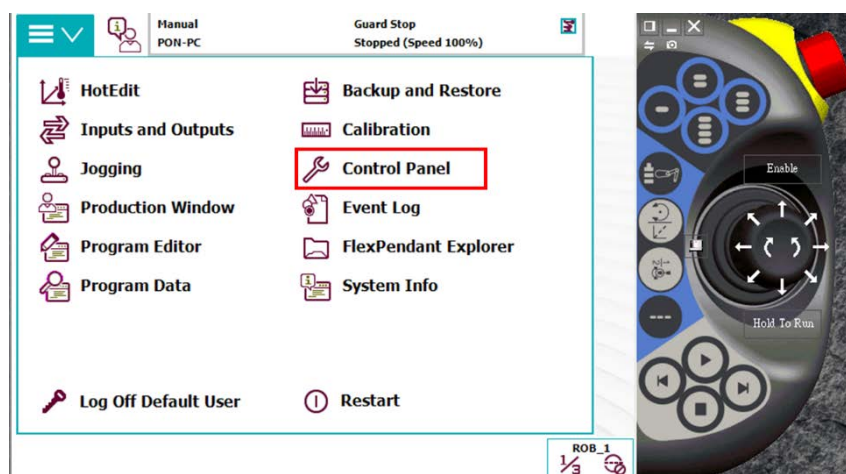 Manual
PON-PC
Guard Stop
Stopped (Speed 100%)
HotEdit
Backup and Restore
Inputs and Outputs
Calibration
Jogging
Control Panel
Production Window
Event Log
Program Editor
FlexPendant Explorer
Program Data
System Info
Log Off Default User
Restart
ROB_1
1/3
Enable
Hold To Run